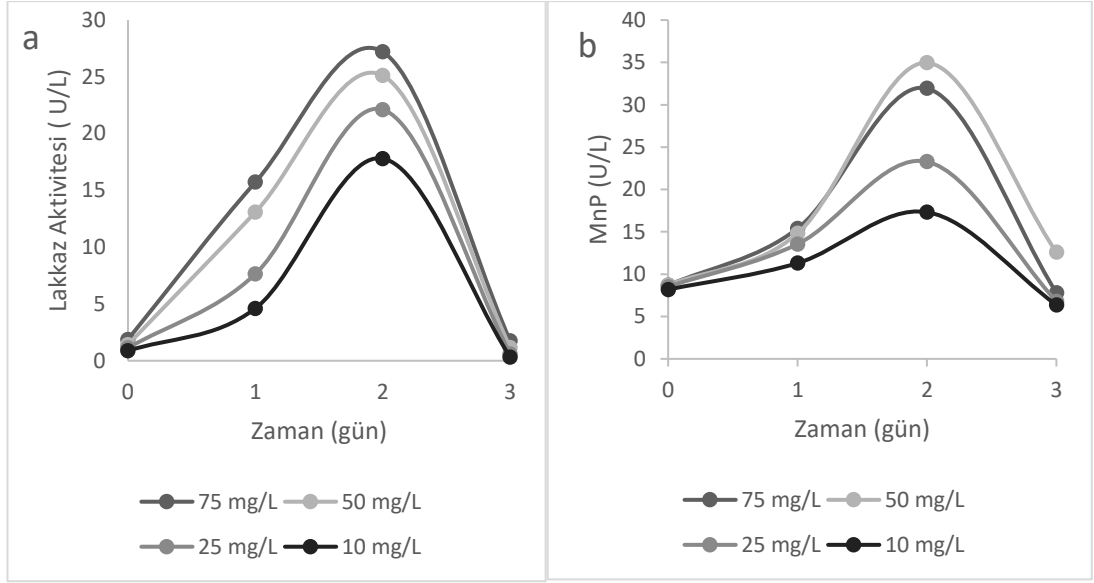 a
Lakkaz Aktivitesi ( U/L)
30
25
20
15
10
5
0
0 1 2 3
Zaman (gün)
75 mg/L 50 mg/L
25 mg/L 10 mg/L
b
MnP (U/L)
40
35
30
25
20
15
10
5
0
0 1 2 3
Zaman (gün)
75 mg/L 50 mg/L
25 mg/L 10 mg/L